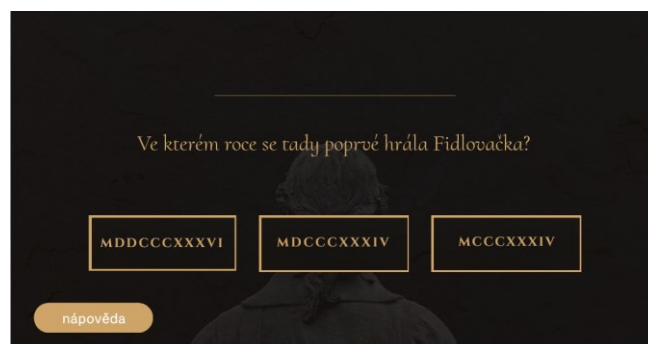 Ve kterém roce se tady poprvé hrála Fidlovačka?
MDDCCCXXXVI
MDCCCXXXIV
MCCCXXXIV
nápověda